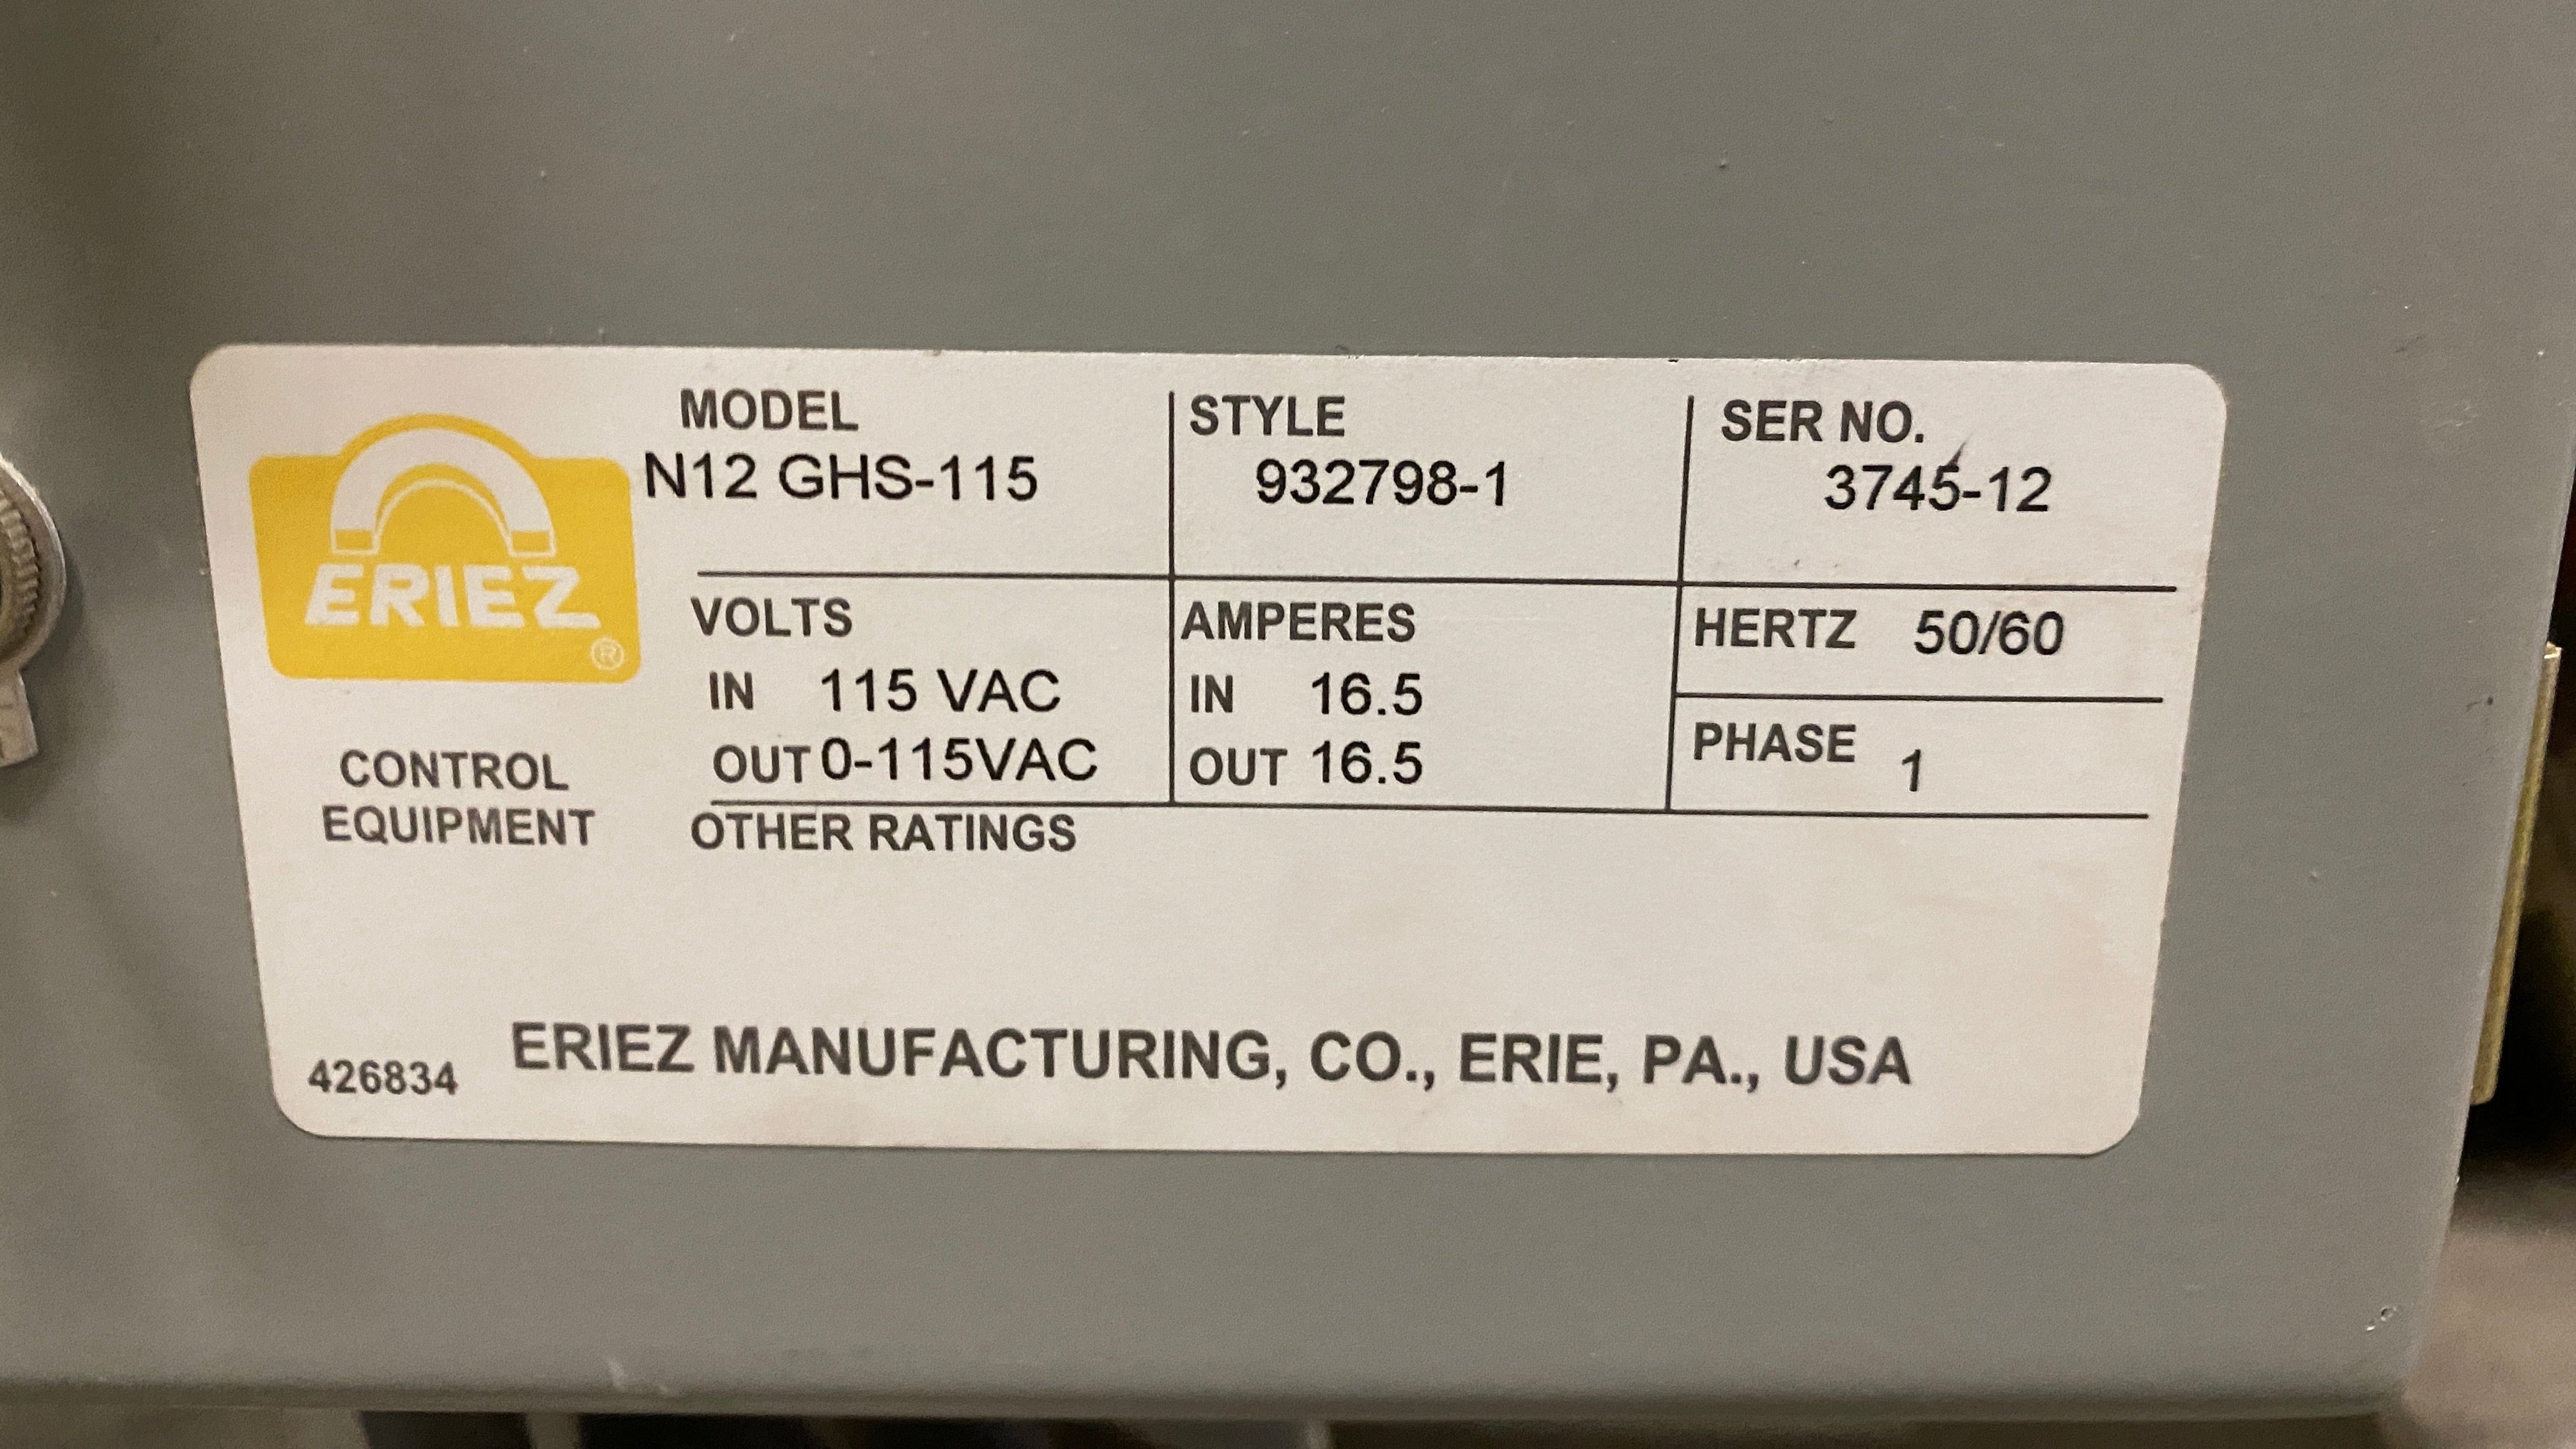 MODEL
N12 GHS-115
STYLE
932798-1
SER NO.
3745-12
ERIEZ
®
CONTROL
EQUIPMENT
VOLTS
IN 115 VAC
OUT 0-115VAC
AMPERES
IN 16.5
OUT 16.5
HERTZ 50/60
PHASE 1
OTHER RATINGS
426834
ERIEZ MANUFACTURING, CO., ERIE, PA., USA